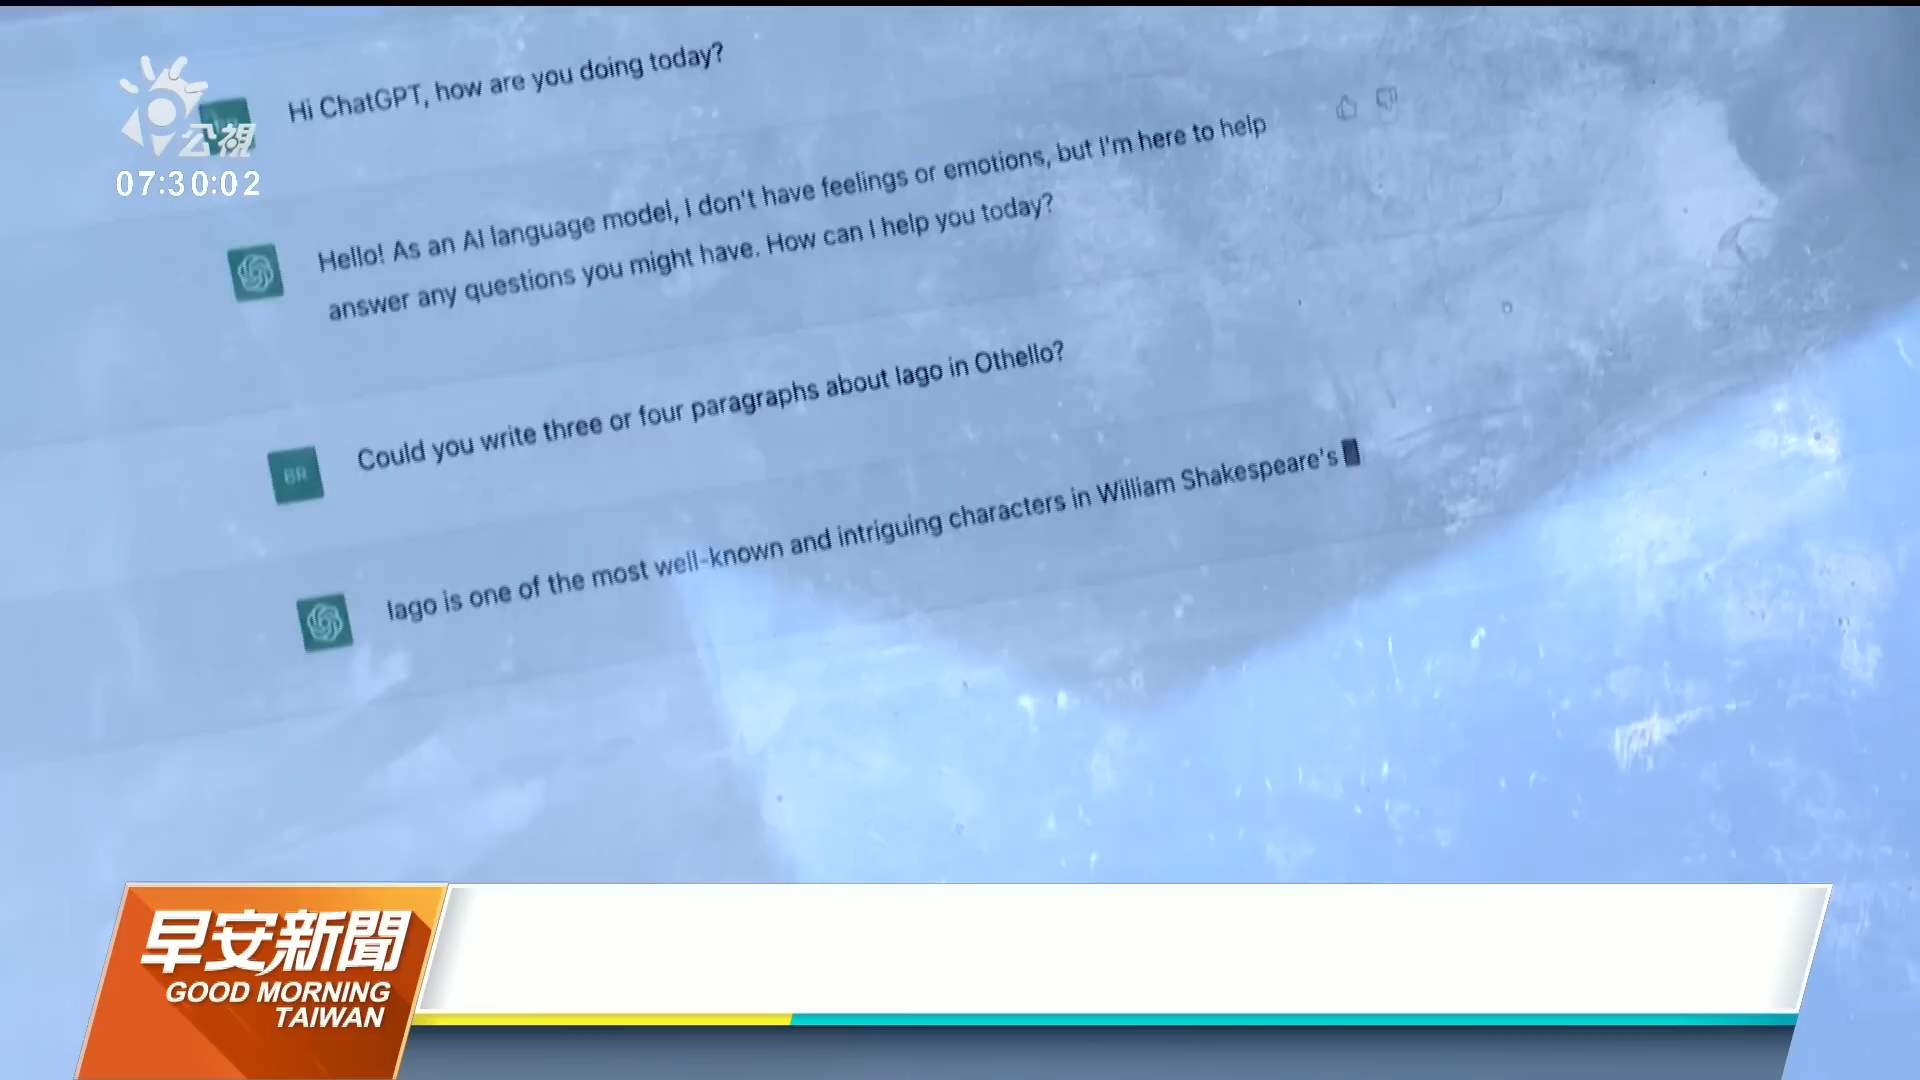 公視
07:30:02
Hi ChatGPT, how are you doing today?
Hello! As an AI language model, I don't have feelings or emotions, but I'm here to help
answer any questions you might have. How can I help you today?
BR
Could you write three or four paragraphs about Iago in Othello?
Iago is one of the most well-known and intriguing characters in William Shakespeare's
早安新聞
GOOD MORNING
TAIWAN